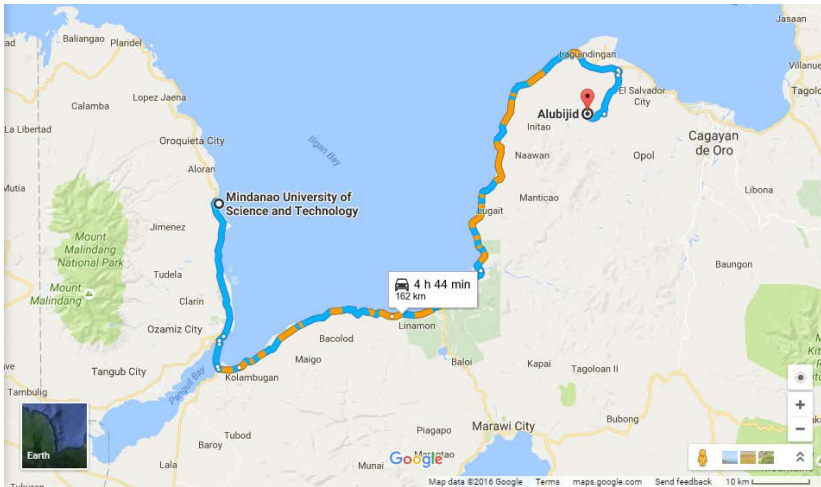 Jasaan
Baliangao
Plaridel
Laguindingan
Villanue
Lopez Jaena
Calamba
El Salvador
City
Tagolo
Alubijid
La Libertad
Initao
Cagayan
de Oro
Oroquieta City
Iligan Bay
Naawan
Opol
Aloran
Mutia
Manticao
Libona
Mindanao University of
Science and Technology
Lugait
Jimenez
Mount
Malindang
National Park
Baungon
Tudela
Mount
Malindang
4 h 44 min
162 km
Clarin
Ozamiz City
Linamon
Bacolod
Maigo
Baloi
Kapai
Tagoloan II
Tangub City
Panguil Bay
Kolambugan
Tambulig
Bubong
Marawi City
Piagapo
Tubod
Baroy
Earth
Marantao
Google
Lala
Munai
Map data ©2016 Google
Terms
maps.google.com
Send feedback
10 km